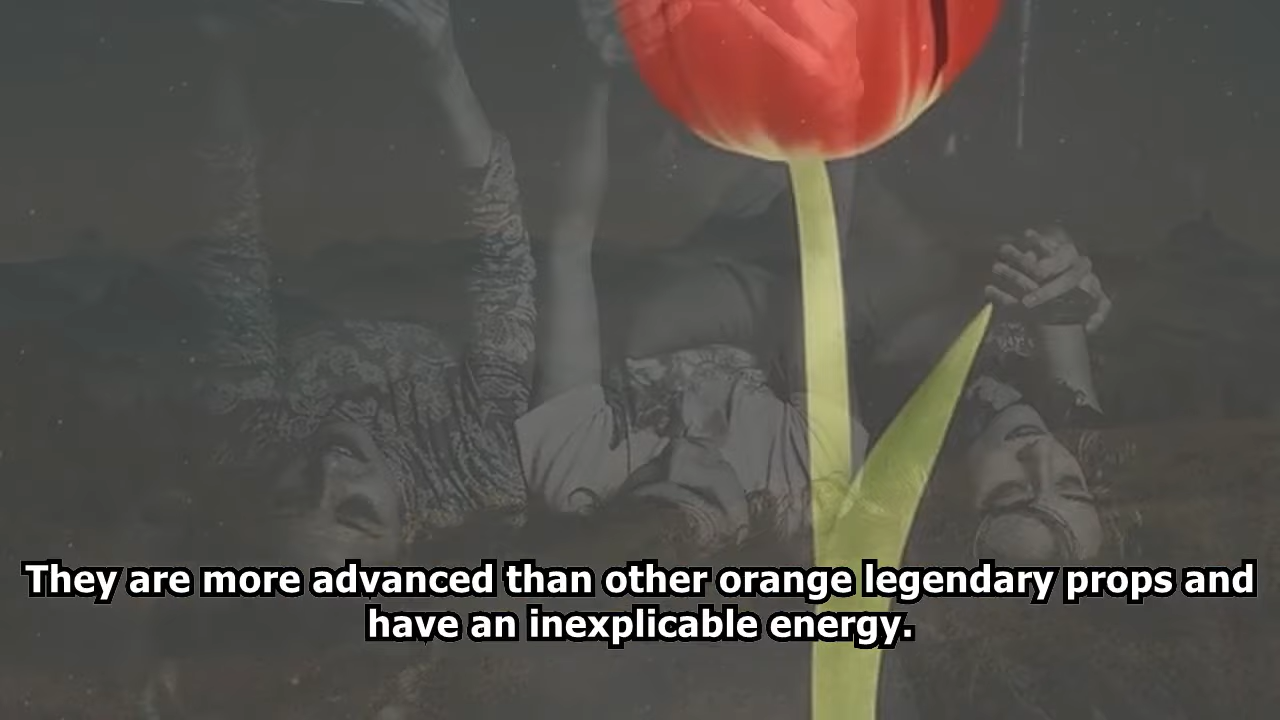 They are more advanced than other orange legendary props and
have an inexplicable energy.